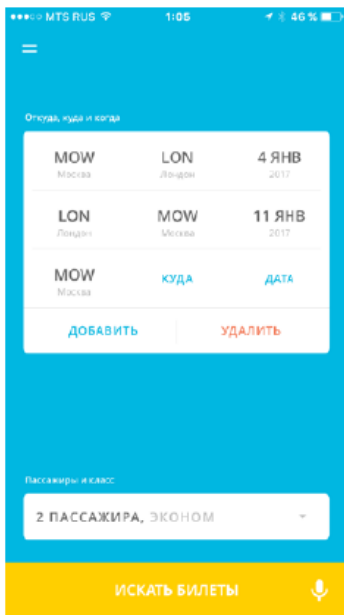 MTS RUS 1:05 46 %
Откуда, куда и когда
MOW LON 4 ЯНВ
Москва Лондон 2017
LON MOW 11 ЯНВ
Лондон Москва 2017
MOW КУДА ДАТА
Москва
ДОБАВИТЬ УДАЛИТЬ
Пассажиры и класс
2 ПАССАЖИРА, ЭКОНОМ
ИСКАТЬ БИЛЕТЫ